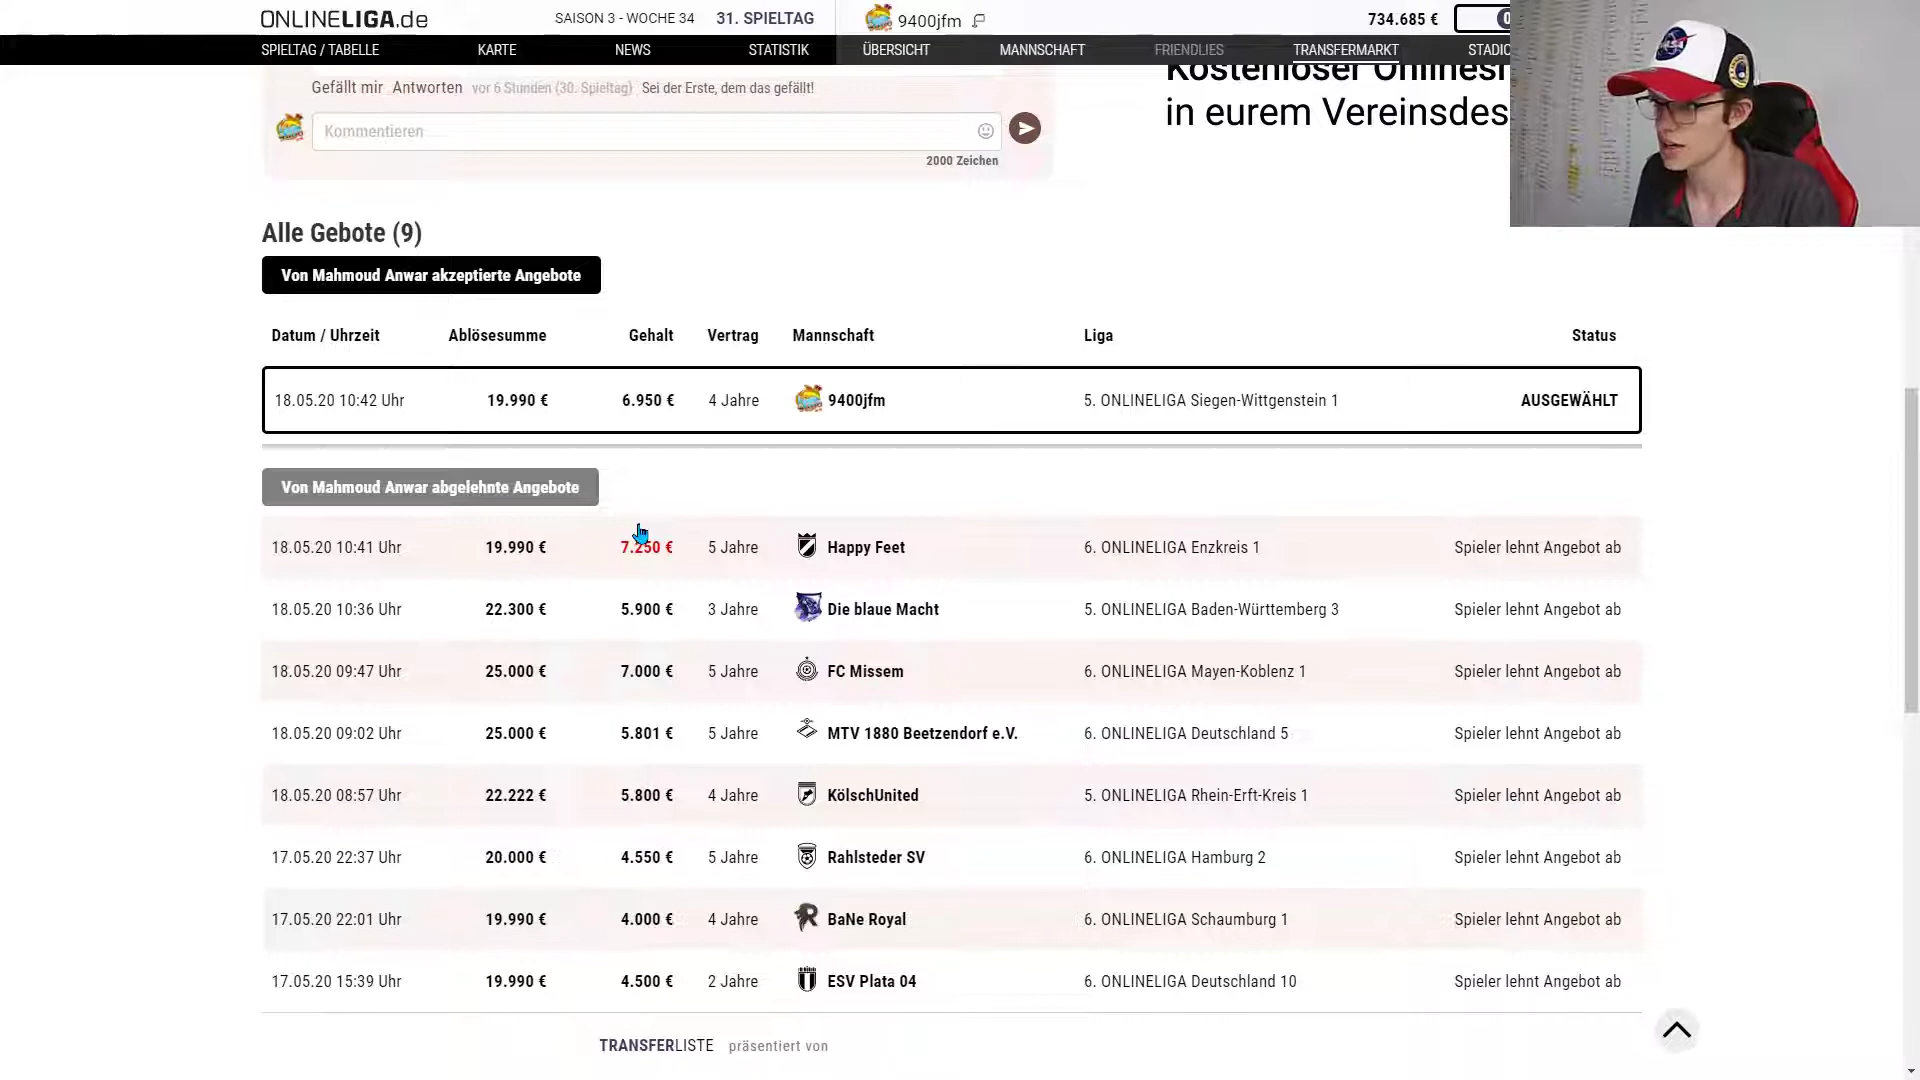 ONLINELIGA.de SAISON 3 - WOCHE 34 31. SPIELTAG 9400jfm 734.685 €
SPIELTAG / TABELLE KARTE NEWS STATISTIK ÜBERSICHT MANNSCHAFT FRIENDLIES TRANSFERMARKT STADIO
Kostenloser
in eurem Vereinsdes
Gefällt mir Antworten vor 6 Stunden (30. Spieltag) Sei der Erste, dem das gefällt!
Kommentieren
2000 Zeichen
Alle Gebote (9)
Von Mahmoud Anwar akzeptierte Angebote
Datum / Uhrzeit Ablösesumme Gehalt Vertrag Mannschaft Liga Status
18.05.20 10:42 Uhr 19.990 € 6.950 € 4 Jahre 9400jfm 5. ONLINELIGA Siegen-Wittgenstein 1 AUSGEWÄHLT
Von Mahmoud Anwar abgelehnte Angebote
18.05.20 10:41 Uhr 19.990 € 7.250 € 5 Jahre Happy Feet 6. ONLINELIGA Enzkreis 1 Spieler lehnt Angebot ab
18.05.20 10:36 Uhr 22.300 € 5.900 € 3 Jahre Die blaue Macht 5. ONLINELIGA Baden-Württemberg 3 Spieler lehnt Angebot ab
18.05.20 09:47 Uhr 25.000 € 7.000 € 5 Jahre FC Missem 6. ONLINELIGA Mayen-Koblenz 1 Spieler lehnt Angebot ab
18.05.20 09:02 Uhr 25.000 € 5.801 € 5 Jahre MTV 1880 Beetzendorf e.V. 6. ONLINELIGA Deutschland 5 Spieler lehnt Angebot ab
18.05.20 08:57 Uhr 22.222 € 5.800 € 4 Jahre KölschUnited 5. ONLINELIGA Rhein-Erft-Kreis 1 Spieler lehnt Angebot ab
17.05.20 22:37 Uhr 20.000 € 4.550 € 5 Jahre Rahlsteder SV 6. ONLINELIGA Hamburg 2 Spieler lehnt Angebot ab
17.05.20 22:01 Uhr 19.990 € 4.000 € 4 Jahre BaNe Royal 6. ONLINELIGA Schaumburg 1 Spieler lehnt Angebot ab
17.05.20 15:39 Uhr 19.990 € 4.500 € 2 Jahre ESV Plata 04 6. ONLINELIGA Deutschland 10 Spieler lehnt Angebot ab
TRANSFERLISTE präsentiert von